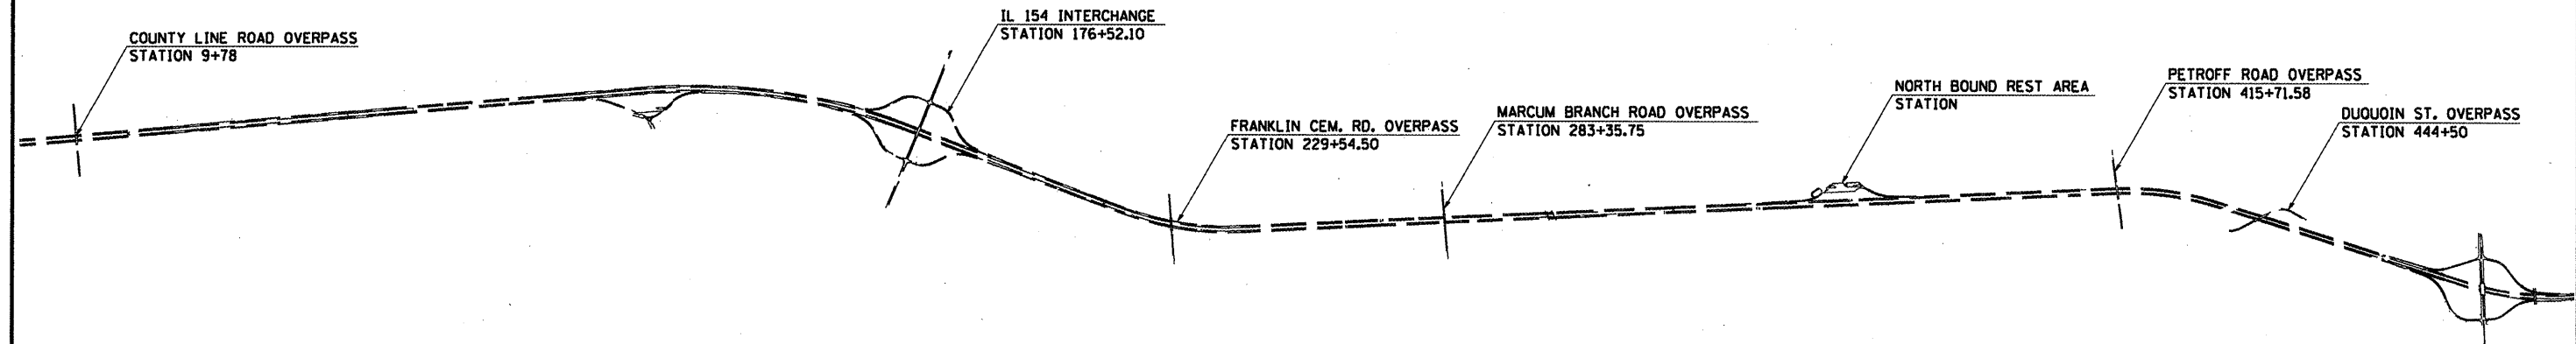 COUNTY LINE ROAD OVERPASS
STATION 9+78
IL 154 INTERCHANGE
STATION 176+52.10
FRANKLIN CEM. RD. OVERPASS
STATION 229+54.50
MARCUM BRANCH ROAD OVERPASS
STATION 283+35.75
NORTH BOUND REST AREA
STATION
PETROFF ROAD OVERPASS
STATION 415+71.58
DUQUOIN ST. OVERPASS
STATION 444+50